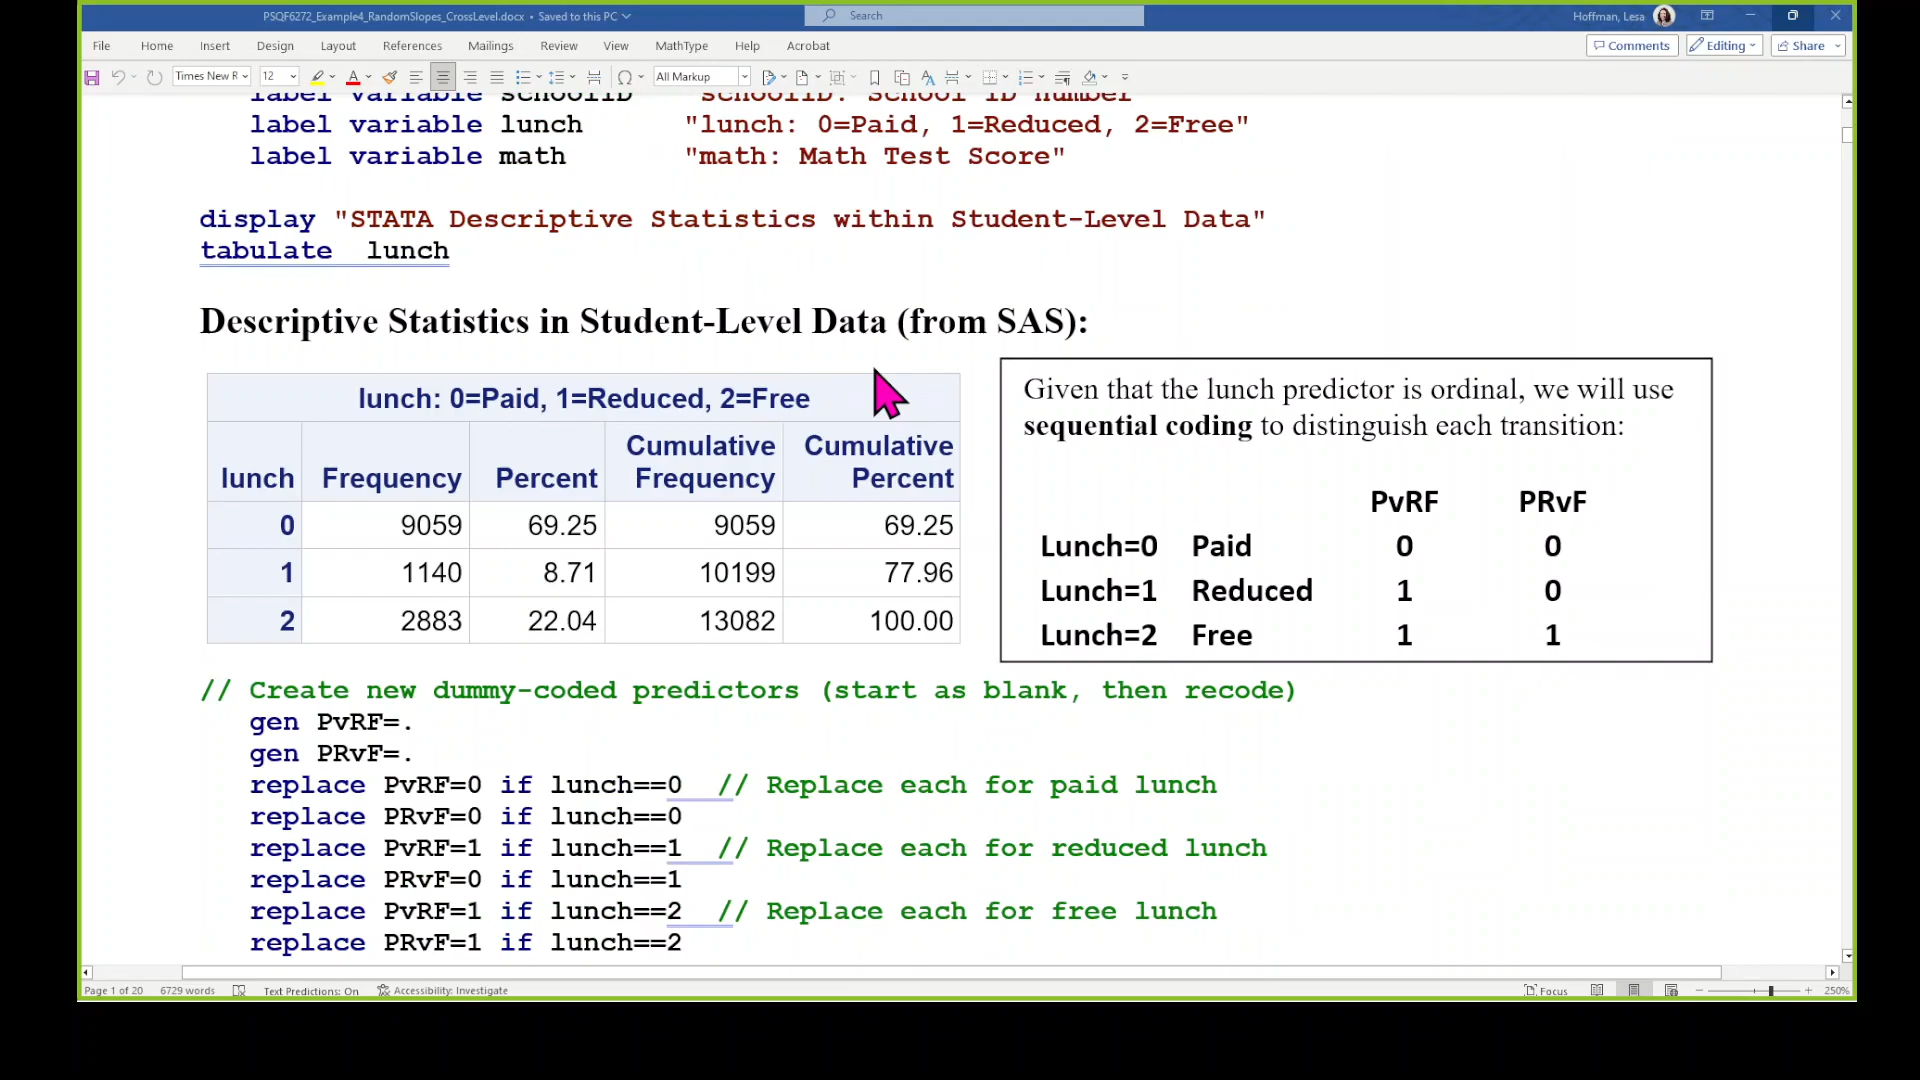 PSQF6272_Example4_RandomSlopes_CrossLevel.docx • Saved to this PC
Search
Hoffman, Lesa
File Home Insert Design Layout References Mailings Review View MathType Help Acrobat
Comments Editing Share
Times New R 12 All Markup
label variable schoolID "schoolID: School ID number"
label variable lunch "lunch: 0=Paid, 1=Reduced, 2=Free"
label variable math "math: Math Test Score"
display "STATA Descriptive Statistics within Student-Level Data"
tabulate lunch
Descriptive Statistics in Student-Level Data (from SAS):
lunch: 0=Paid, 1=Reduced, 2=Free
lunch Frequency Percent Cumulative Frequency Cumulative Percent
0 9059 69.25 9059 69.25
1 1140 8.71 10199 77.96
2 2883 22.04 13082 100.00
Given that the lunch predictor is ordinal, we will use
sequential coding to distinguish each transition:
PvRF PRvF
Lunch=0 Paid 0 0
Lunch=1 Reduced 1 0
Lunch=2 Free 1 1
// Create new dummy-coded predictors (start as blank, then recode)
gen PvRF=.
gen PRvF=.
replace PvRF=0 if lunch==0 // Replace each for paid lunch
replace PRvF=0 if lunch==0
replace PvRF=1 if lunch==1 // Replace each for reduced lunch
replace PRvF=0 if lunch==1
replace PvRF=1 if lunch==2 // Replace each for free lunch
replace PRvF=1 if lunch==2
Page 1 of 20 6729 words Text Predictions: On Accessibility: Investigate
Focus 250%